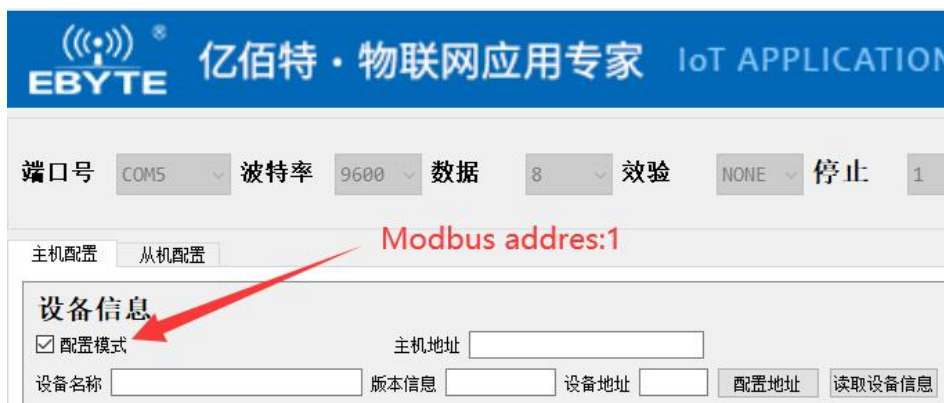 ((•)) ®
EBYTE 亿佰特·物联网应用专家 IoT APPLICATION
端口号 COM5 波特率 9600 数据 8 效验 NONE 停止 1
Modbus addres:1
主机配置 从机配置
设备信息
配置模式 主机地址
设备名称 版本信息 设备地址 配置地址 读取设备信息